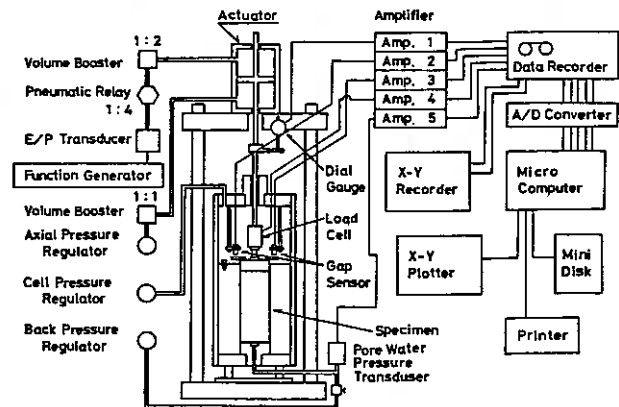 Actuator
1:2
Volume Booster
Pneumatic Relay
1:4
E/P Transducer
Function Generator
1:1
Volume Booster
Axial Pressure
Regulator
Cell Pressure
Regulator
Back Pressure
Regulator
Dial
Gauge
Load
Cell
Gap
Sensor
Specimen
Pore Water
Pressure
Transduser
Amplifier
Amp. 1
Amp. 2
Amp. 3
Amp. 4
Amp. 5
Data Recorder
A/D Converter
X-Y
Recorder
Micro
Computer
X-Y
Plotter
Mini
Disk
Printer